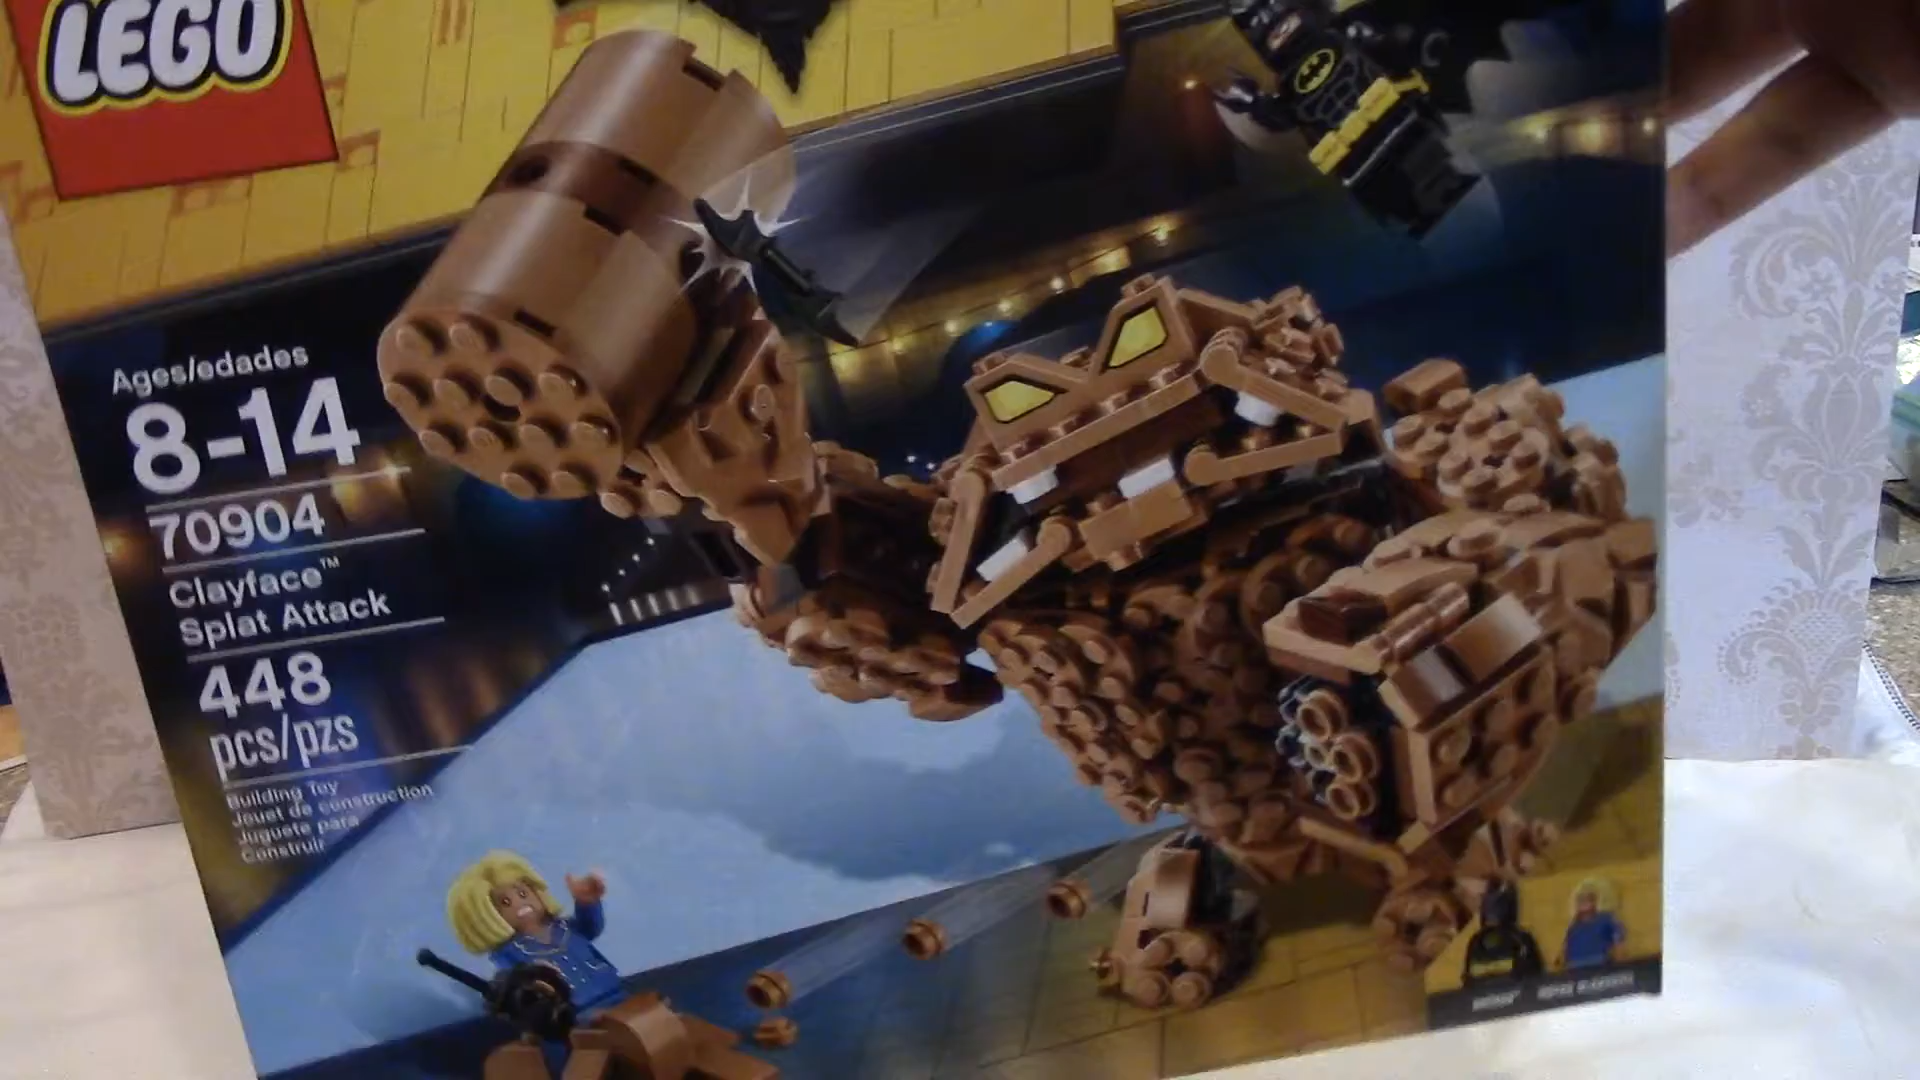 LEGO
Ages/edades
8-14
70904
Clayface™
Splat Attack
448
pcs/pzs
Building Toy
Jouet de construction
Juguete para
Construir